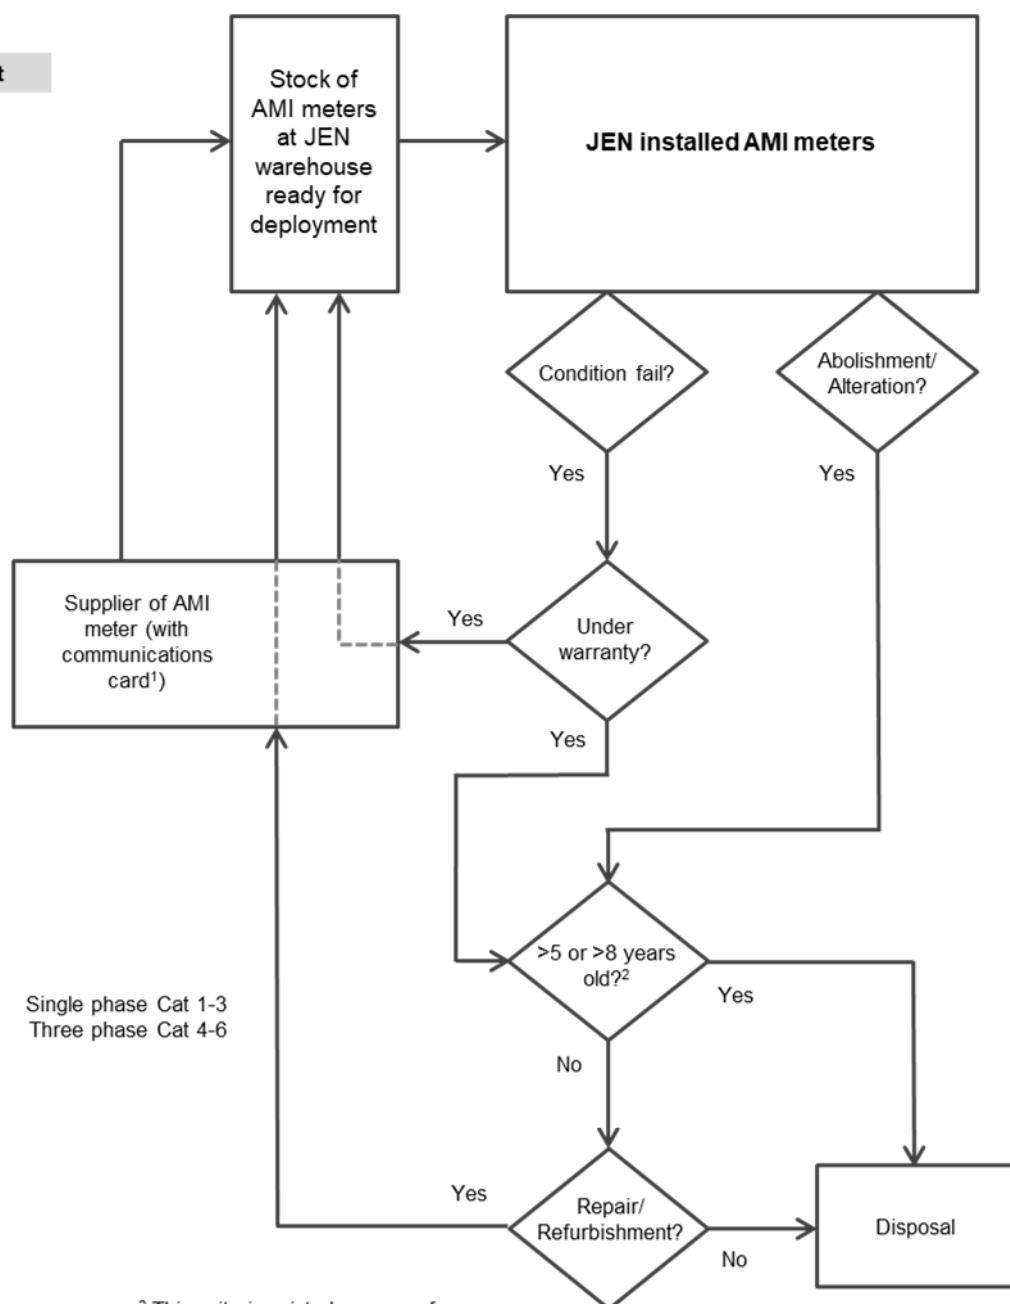 t
Stock of
AMI meters
at JEN
warehouse
ready for
deployment
JEN installed AMI meters
Condition fail?
Abolishment/
Alteration?
Yes
Yes
Supplier of AMI
meter (with
communications
card¹)
Yes
Under
warranty?
Yes
>5 or >8 years
old?²
Yes
Single phase Cat 1-3
Three phase Cat 4-6
No
Yes
Repair/
Refurbishment?
No
Disposal